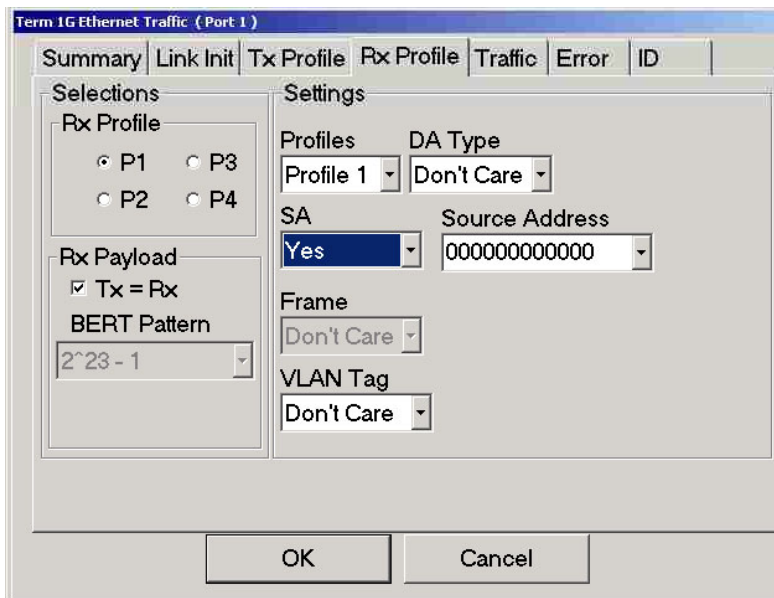 Term 1G Ethernet Traffic ( Port 1 )
Summary Link Init Tx Profile Rx Profile Traffic Error ID
Selections
Rx Profile
P1 P3
P2 P4
Rx Payload
Tx = Rx
BERT Pattern
2^23 - 1
Settings
Profiles DA Type
Profile 1 Don't Care
SA Source Address
Yes 000000000000
Frame
Don't Care
VLAN Tag
Don't Care
OK Cancel